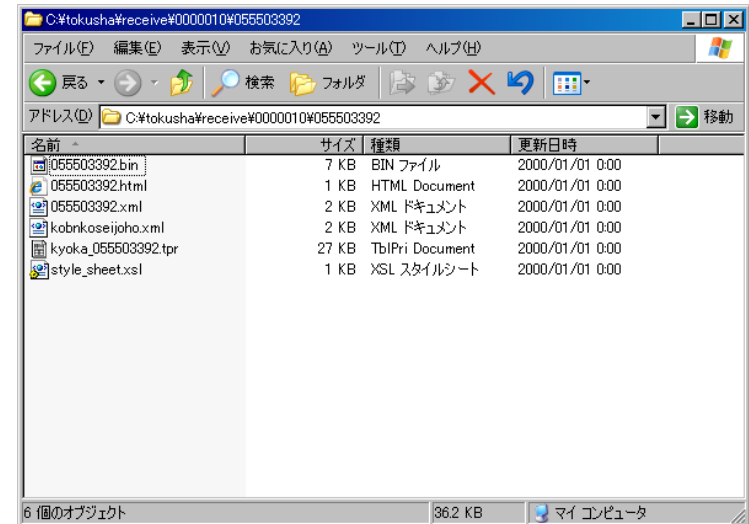 C:¥tokusha¥receive¥0000010¥055503392
ファイル(F) 編集(E) 表示(V) お気に入り(A) ツール(T) ヘルプ(H)
戻る 検索 フォルダ
アドレス(D) C:¥tokusha¥receive¥0000010¥055503392 移動
名前 サイズ 種類 更新日時
055503392.bin 7 KB BIN ファイル 2000/01/01 0:00
055503392.html 1 KB HTML Document 2000/01/01 0:00
055503392.xml 2 KB XML ドキュメント 2000/01/01 0:00
kobnkoseijoho.xml 2 KB XML ドキュメント 2000/01/01 0:00
kyoka_055503392.tpr 27 KB TblPri Document 2000/01/01 0:00
style_sheet.xsl 1 KB XSL スタイルシート 2000/01/01 0:00
6 個のオブジェクト 36.2 KB マイ コンピュータ